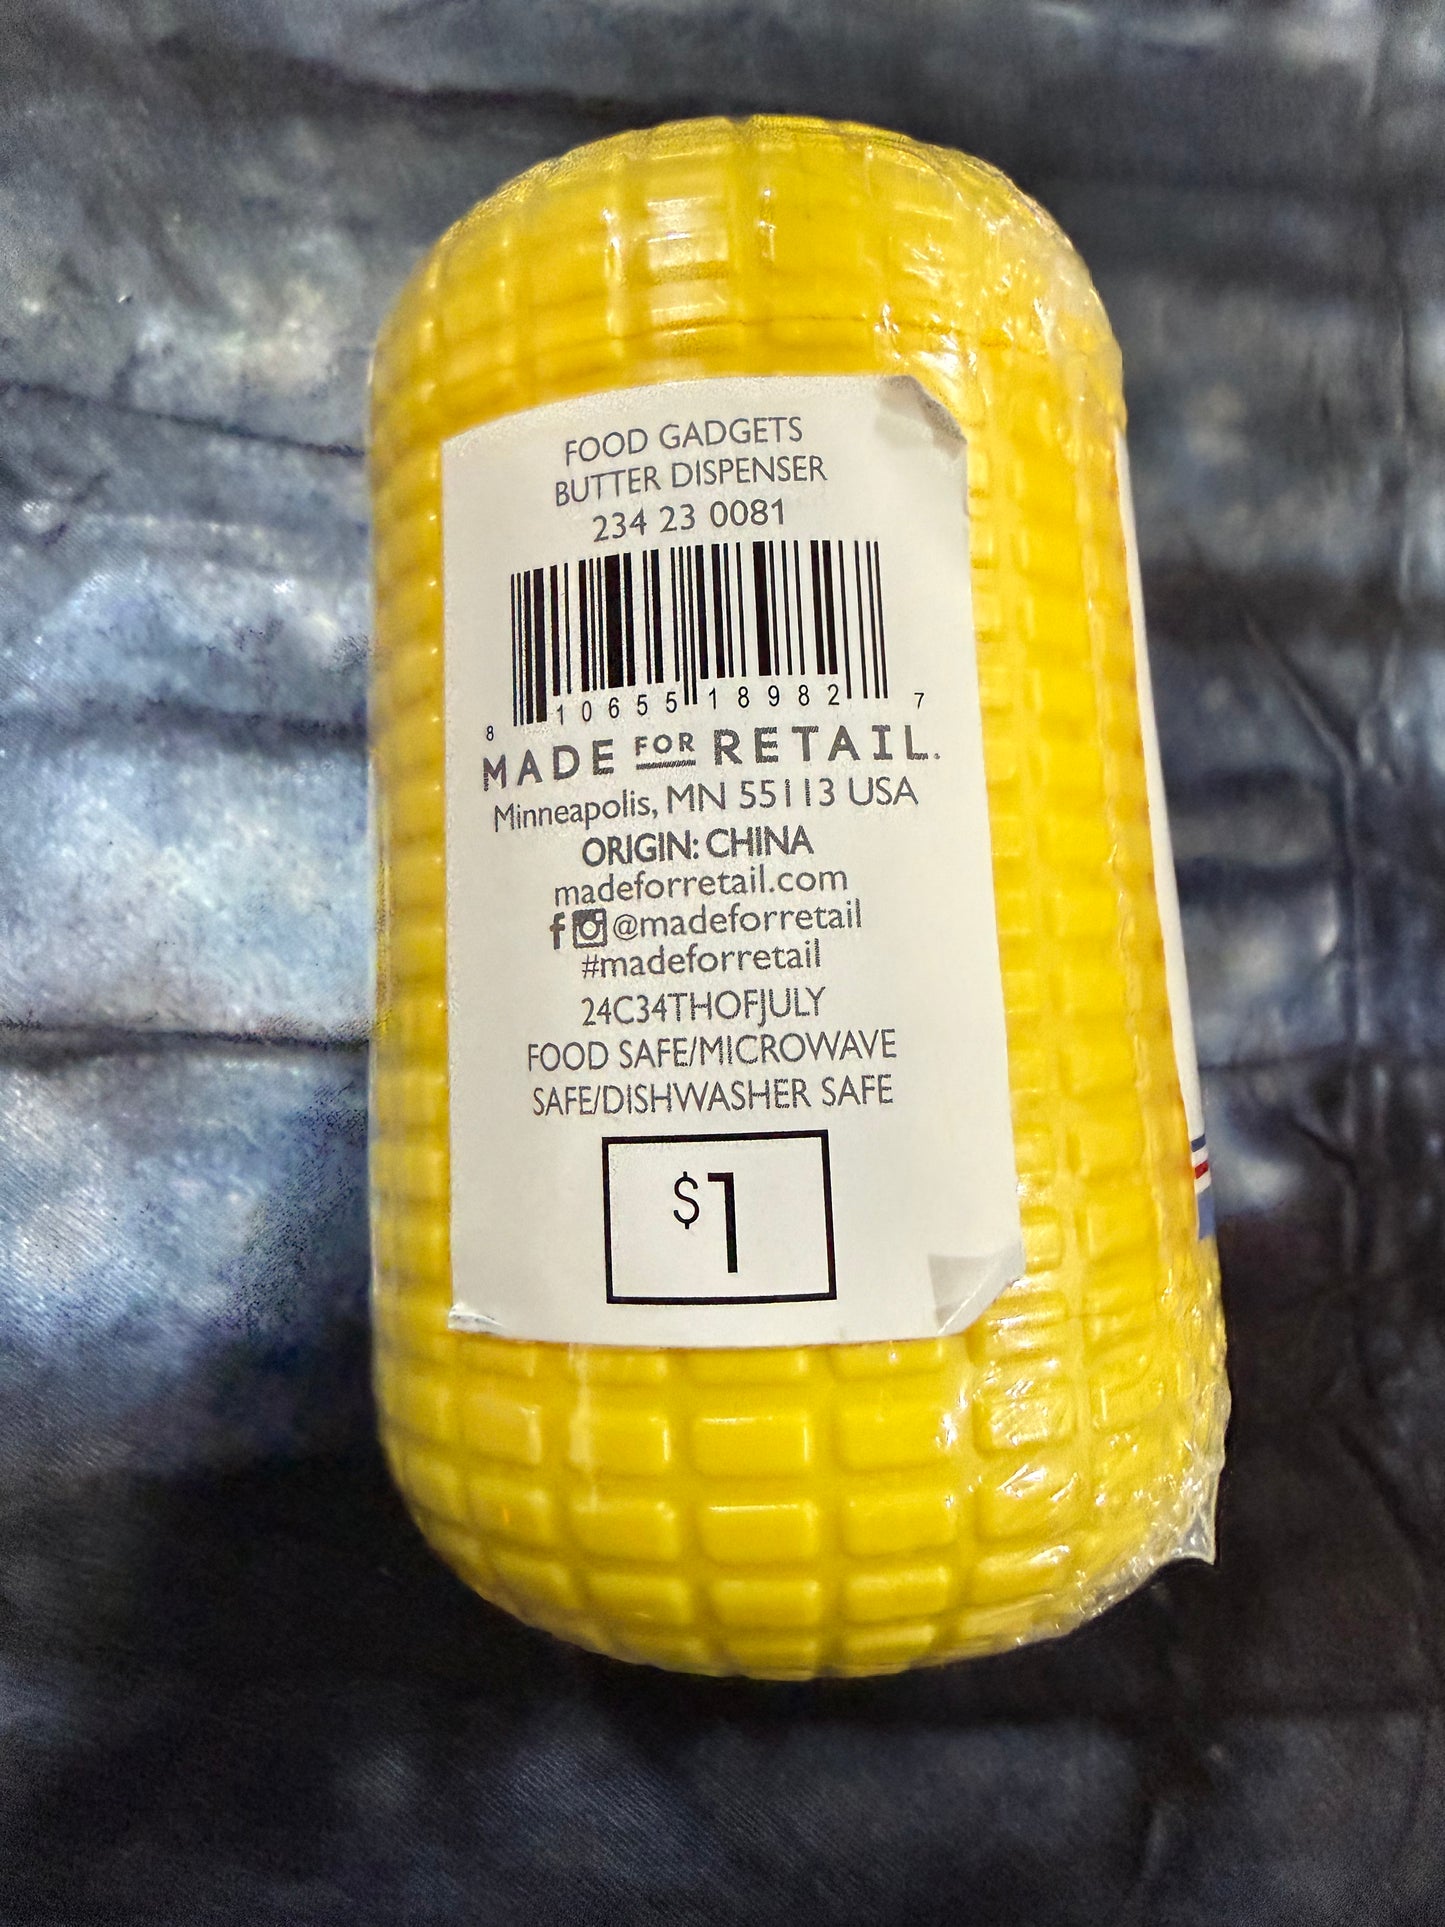 FOOD GADGETS
BUTTER DISPENSER
234 23 0081
8 10655 18982 7
MADE FOR RETAIL.
Minneapolis, MN 55113 USA
ORIGIN: CHINA
madeforretail.com
@madeforretail
#madeforretail
24C34THOFJULY
FOOD SAFE/MICROWAVE
SAFE/DISHWASHER SAFE
$1